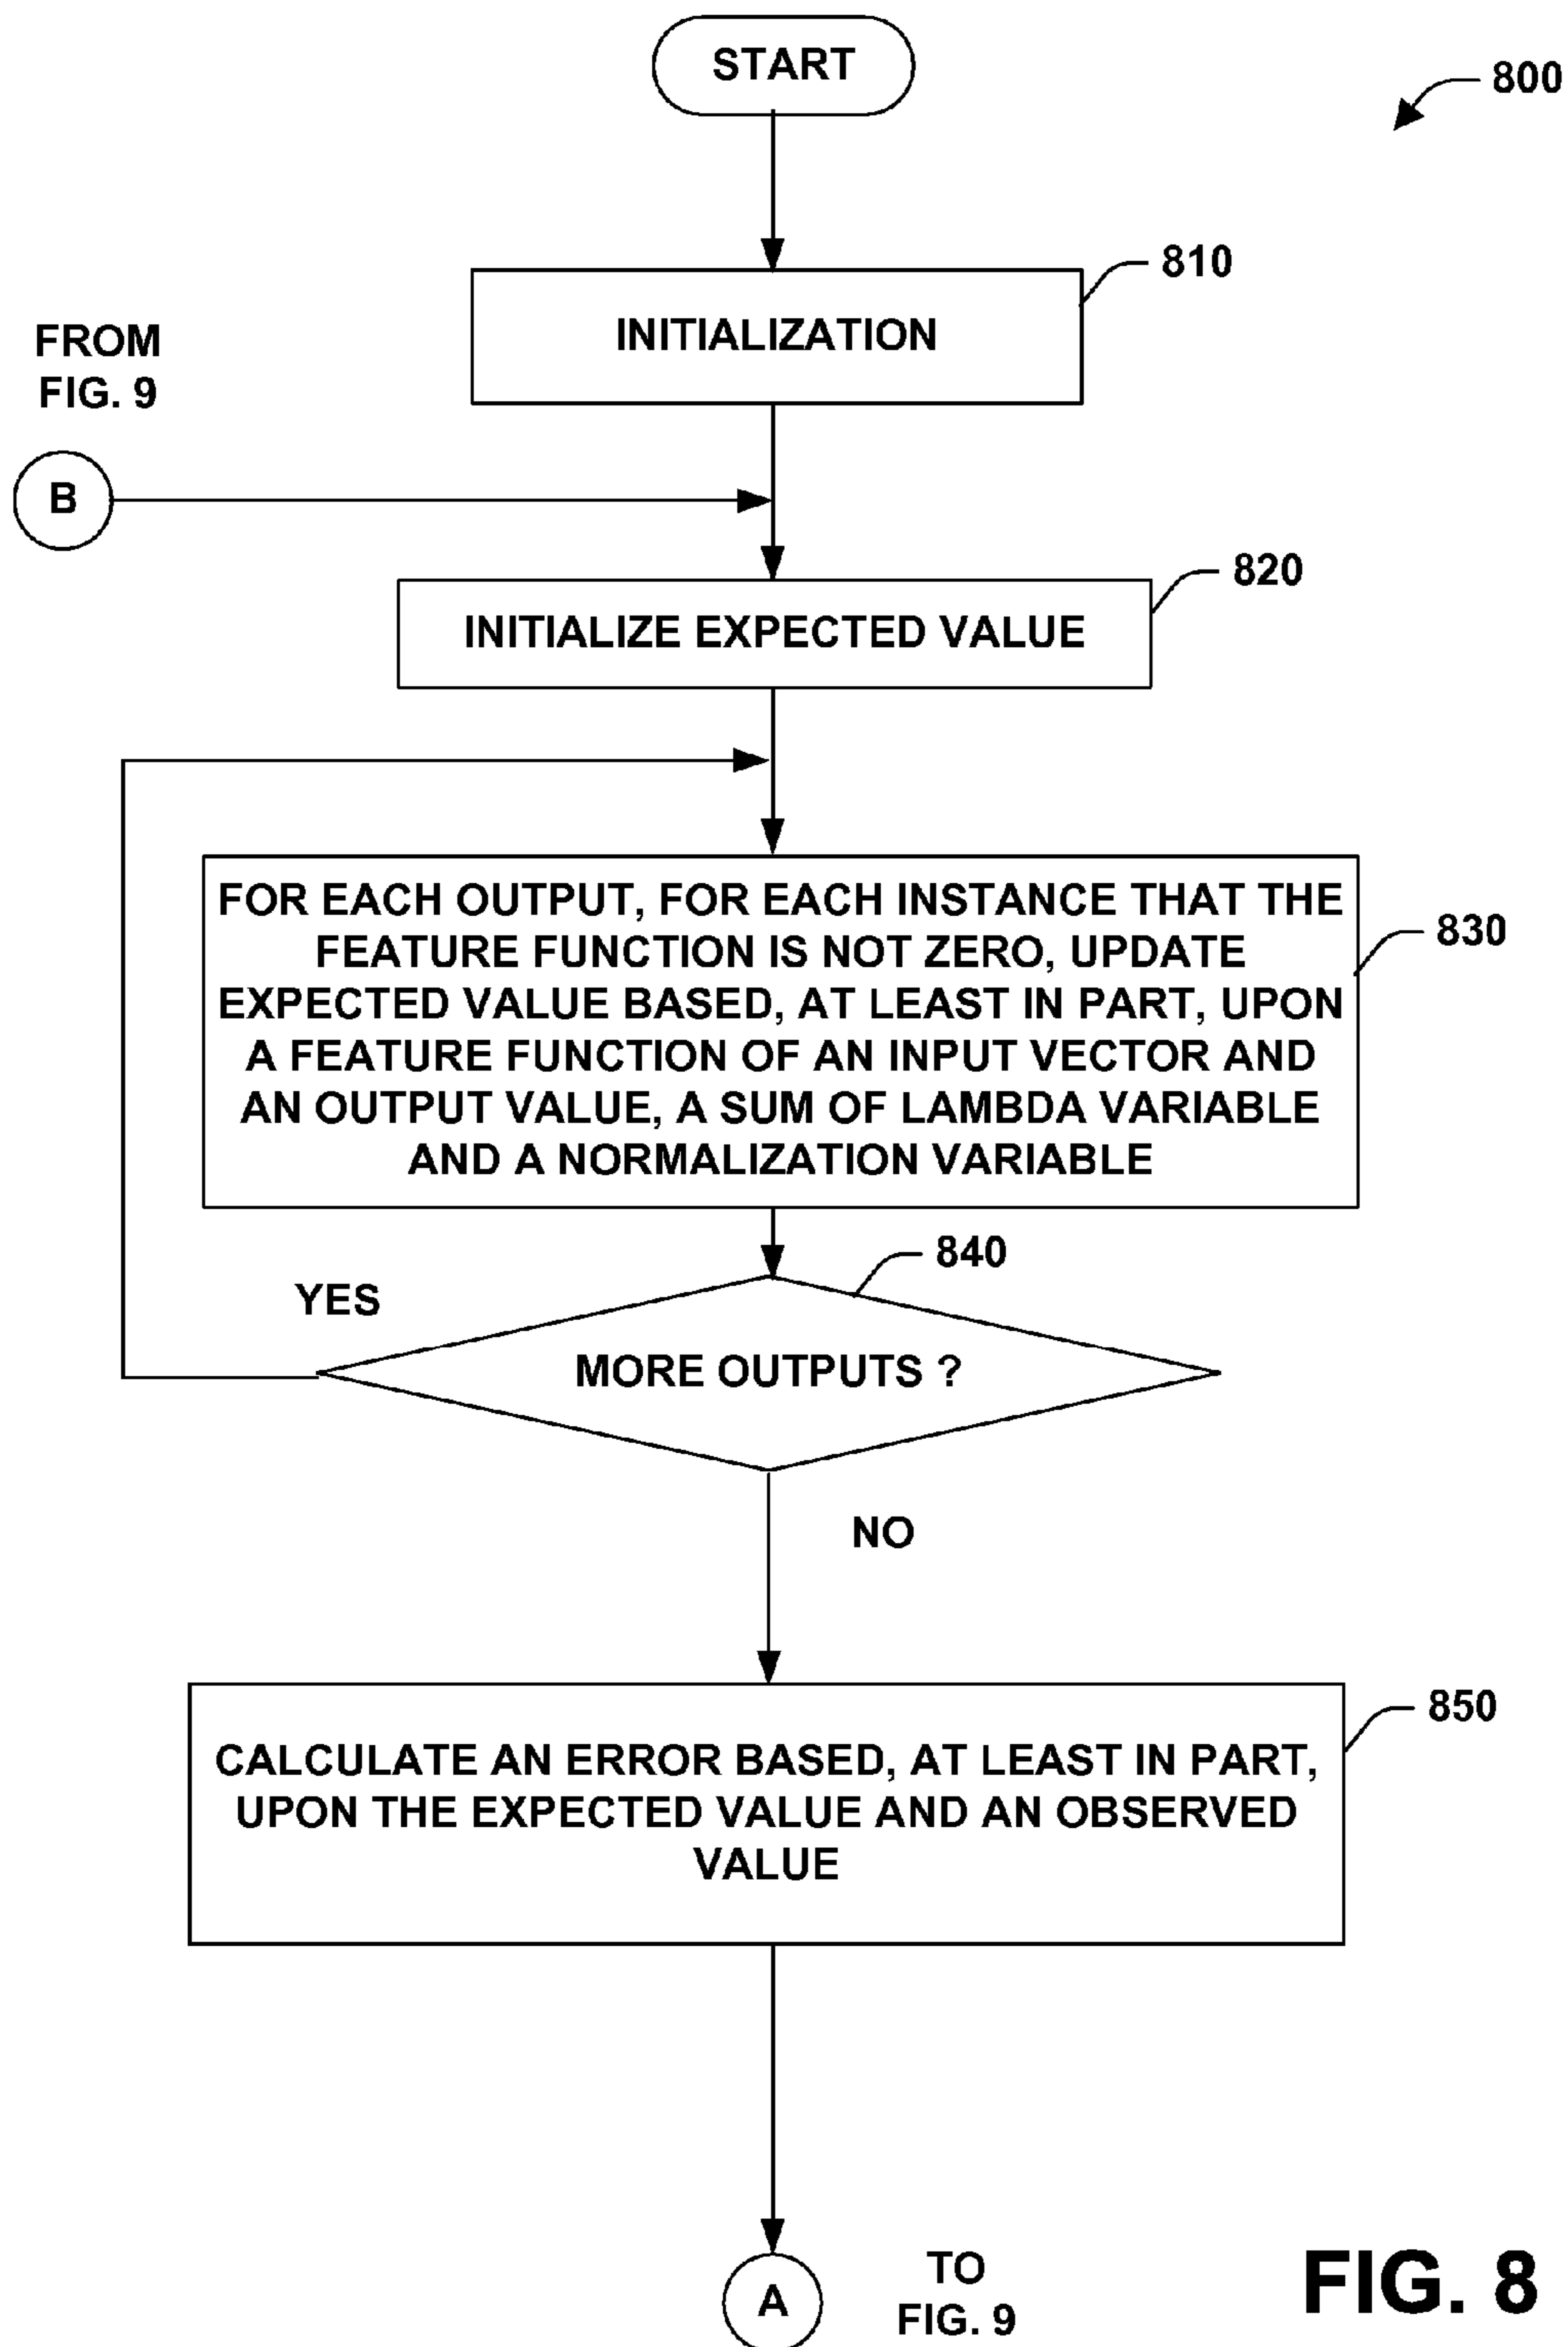 START
800
810
INITIALIZATION
FROM
FIG. 9
B
820
INITIALIZE EXPECTED VALUE
FOR EACH OUTPUT, FOR EACH INSTANCE THAT THE
FEATURE FUNCTION IS NOT ZERO, UPDATE
EXPECTED VALUE BASED, AT LEAST IN PART, UPON
A FEATURE FUNCTION OF AN INPUT VECTOR AND
AN OUTPUT VALUE, A SUM OF LAMBDA VARIABLE
AND A NORMALIZATION VARIABLE
830
840
YES
MORE OUTPUTS ?
NO
850
CALCULATE AN ERROR BASED, AT LEAST IN PART,
UPON THE EXPECTED VALUE AND AN OBSERVED
VALUE
A
TO
FIG. 9
FIG. 8